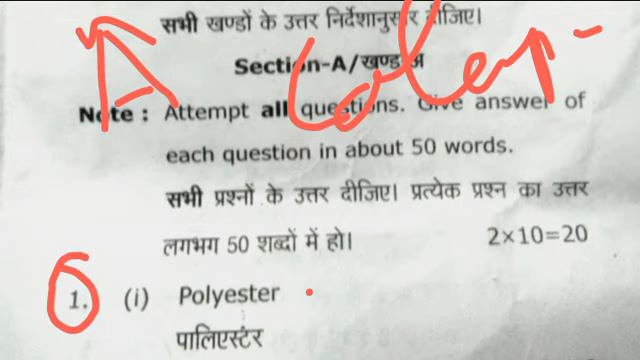 सभी खण्डों के उत्तर निर्देशानुसार दीजिए।
Section-A/खण्ड-अ
Note : Attempt all questions. Give answer of
each question in about 50 words.
सभी प्रश्नों के उत्तर दीजिए। प्रत्येक प्रश्न का उत्तर
लगभग 50 शब्दों में हो। 2×10=20
1. (i) Polyester
पालिएस्टर